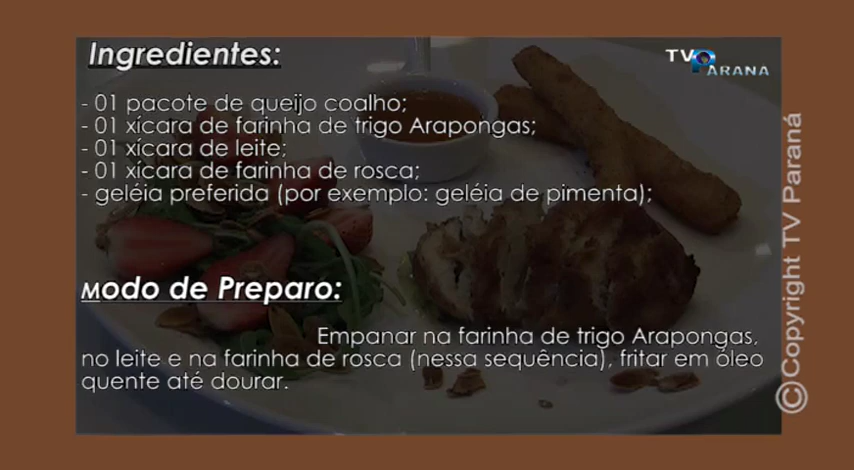 Ingredientes:
TV PARANA
- 01 pacote de queijo coalho;
- 01 xícara de farinha de trigo Arapongas;
- 01 xícara de leite;
- 01 xícara de farinha de rosca;
- geléia preferida (por exemplo: geléia de pimenta);
Modo de Preparo:
Empanar na farinha de trigo Arapongas,
no leite e na farinha de rosca (nessa sequência), fritar em óleo
quente até dourar.
©Copyright TV Paraná